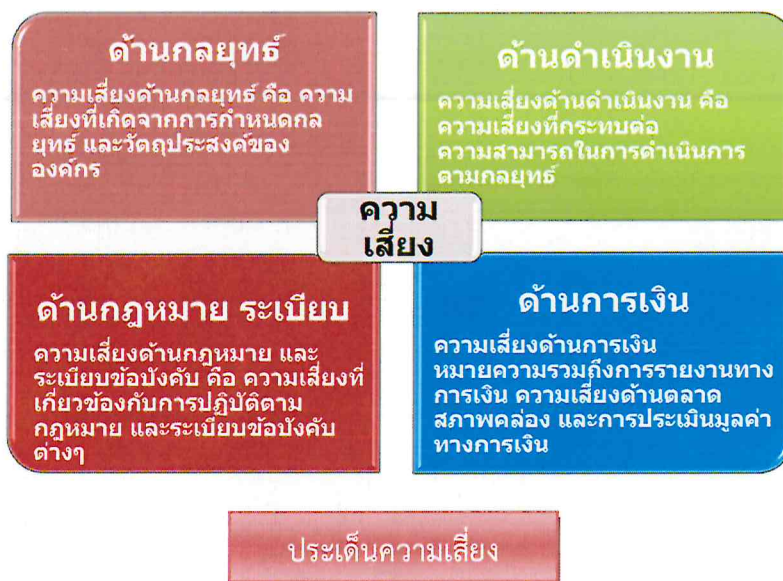 ด้านกลยุทธ์
ความเสี่ยงด้านกลยุทธ์ คือ ความ
เสี่ยงที่เกิดจากการกำหนดกล
ยุทธ์ และวัตถุประสงค์ของ
องค์กร
ด้านดำเนินงาน
ความเสี่ยงด้านดำเนินงาน คือ
ความเสี่ยงที่กระทบต่อ
ความสามารถในการดำเนินการ
ตามกลยุทธ์
ความ
เสี่ยง
ด้านกฎหมาย ระเบียบ
ความเสี่ยงด้านกฎหมาย และ
ระเบียบข้อบังคับ คือ ความเสี่ยงที่
เกี่ยวข้องกับการปฏิบัติตาม
กฎหมาย และระเบียบข้อบังคับ
ต่างๆ
ด้านการเงิน
ความเสี่ยงด้านการเงิน
หมายความรวมถึงการรายงานทาง
การเงิน ความเสี่ยงด้านตลาด
สภาพคล่อง และการประเมินมูลค่า
ทางการเงิน
ประเด็นความเสี่ยง